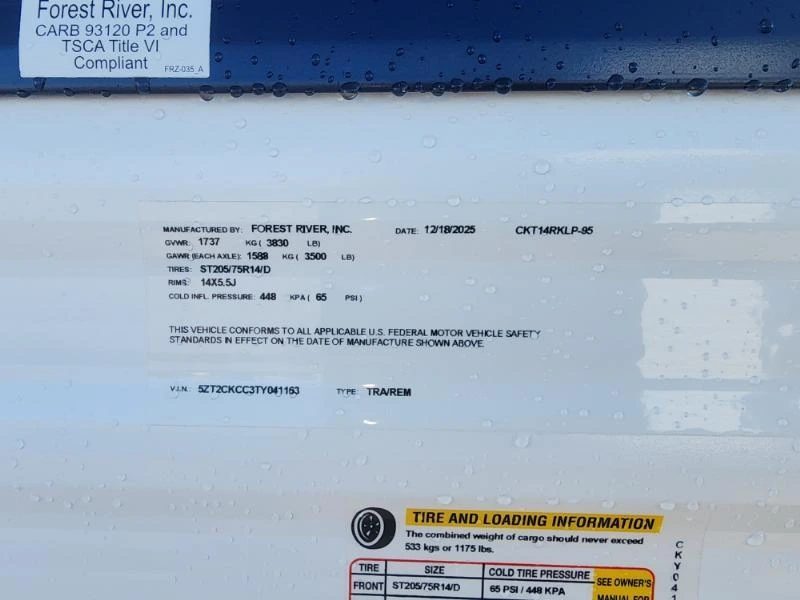 Forest River, Inc.
CARB 93120 P2 and
TSCA Title VI
Compliant
FRZ-035_A
MANUFACTURED BY: FOREST RIVER, INC. DATE: 12/18/2025 CKT14RKLP-95
GVWR: 1737 KG ( 3830 LB)
GAWR (EACH AXLE): 1588 KG ( 3500 LB)
TIRES: ST205/75R14/D
RIMS: 14X5.5J
COLD INFL. PRESSURE: 448 KPA ( 65 PSI )
THIS VEHICLE CONFORMS TO ALL APPLICABLE U.S. FEDERAL MOTOR VEHICLE SAFETY
STANDARDS IN EFFECT ON THE DATE OF MANUFACTURE SHOWN ABOVE.
V.I.N.: 5ZT2CKCC3TY041163 TYPE: TRA/REM
TIRE AND LOADING INFORMATION
The combined weight of cargo should never exceed
533 kgs or 1175 lbs.
TIRE SIZE COLD TIRE PRESSURE
FRONT ST205/75R14/D 65 PSI / 448 KPA
SEE OWNER'S
MANUAL FOR
CKY041